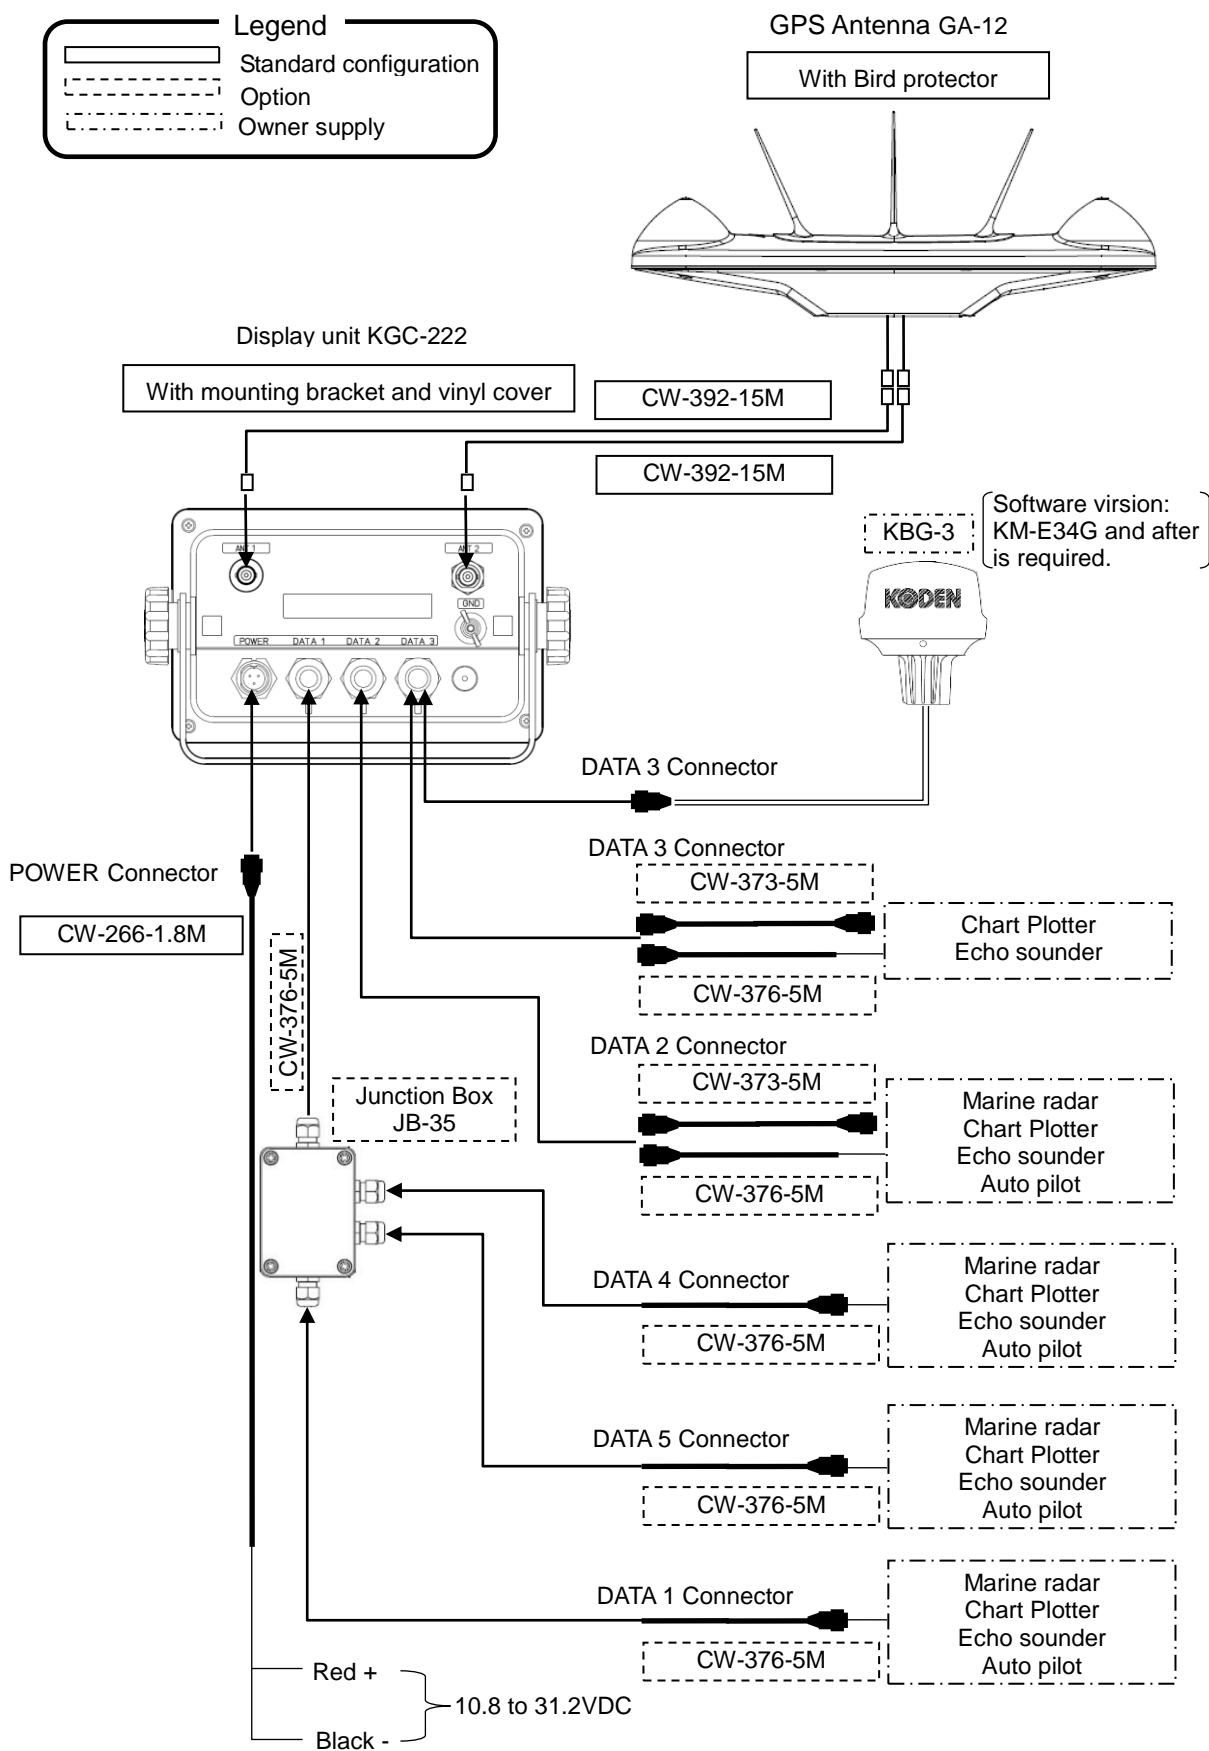 Legend
Standard configuration
Option
Owner supply
GPS Antenna GA-12
With Bird protector
Display unit KGC-222
With mounting bracket and vinyl cover
CW-392-15M
CW-392-15M
KBG-3
Software virsion:
KM-E34G and after
is required.
KODEN
ANT 1
ANT 2
GND
POWER
DATA 1
DATA 2
DATA 3
DATA 3 Connector
DATA 3 Connector
CW-373-5M
Chart Plotter
Echo sounder
CW-376-5M
POWER Connector
CW-266-1.8M
CW-376-5M
Junction Box
JB-35
DATA 2 Connector
CW-373-5M
Marine radar
Chart Plotter
Echo sounder
Auto pilot
CW-376-5M
DATA 4 Connector
CW-376-5M
Marine radar
Chart Plotter
Echo sounder
Auto pilot
DATA 5 Connector
CW-376-5M
Marine radar
Chart Plotter
Echo sounder
Auto pilot
DATA 1 Connector
CW-376-5M
Marine radar
Chart Plotter
Echo sounder
Auto pilot
Red +
10.8 to 31.2VDC
Black -